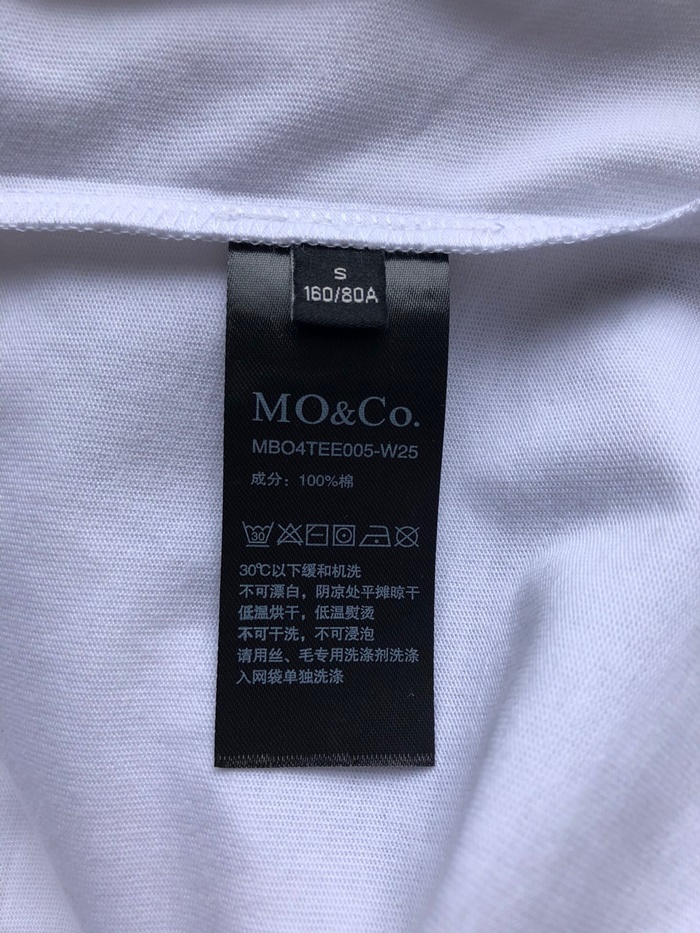 S
160/80A
MO&Co.
MBO4TEE005-W25
成分：100%棉
30
30℃以下缓和机洗
不可漂白，阴凉处平摊晾干
低温烘干，低温熨烫
不可干洗，不可浸泡
请用丝、毛专用洗涤剂洗涤
入网袋单独洗涤